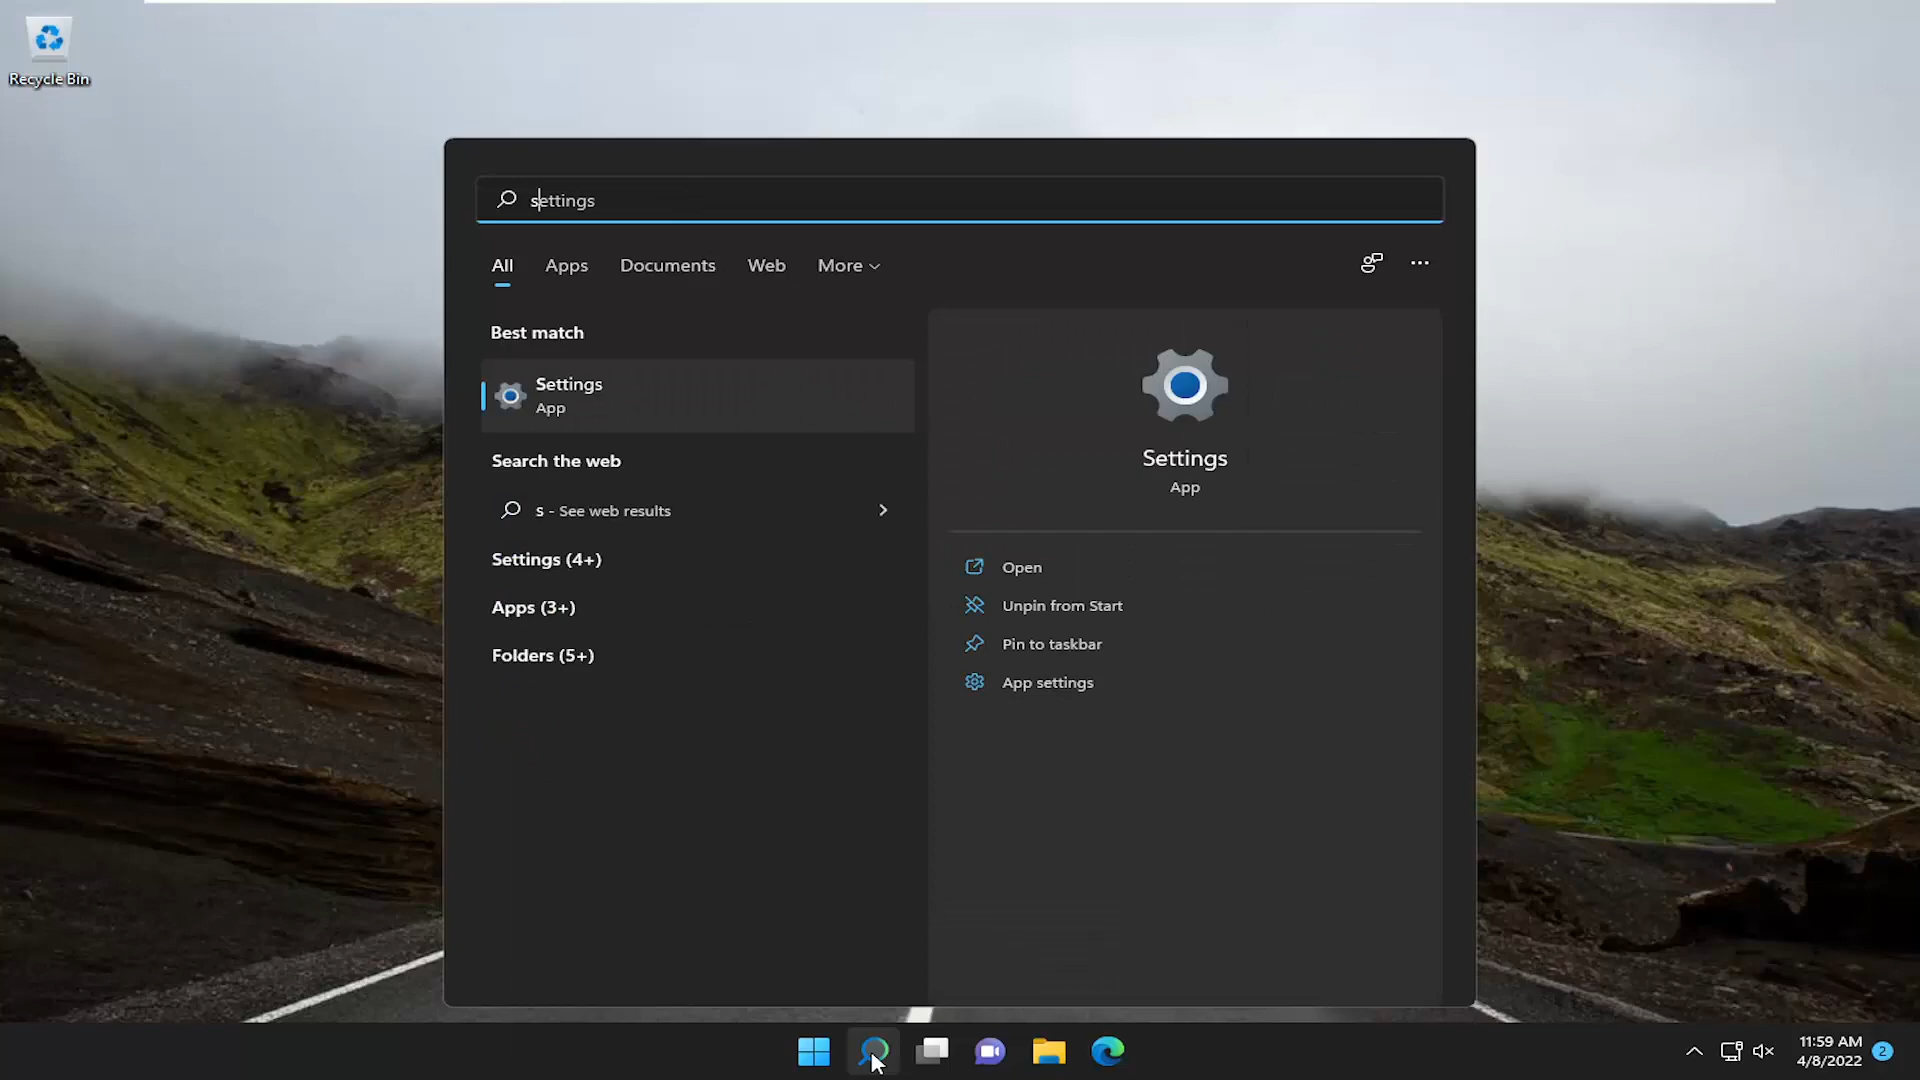 Recycle Bin
settings
All Apps Documents Web More
Best match
Settings
App
Search the web
s - See web results
Settings (4+)
Apps (3+)
Folders (5+)
Settings
App
Open
Unpin from Start
Pin to taskbar
App settings
11:59 AM
4/8/2022
2